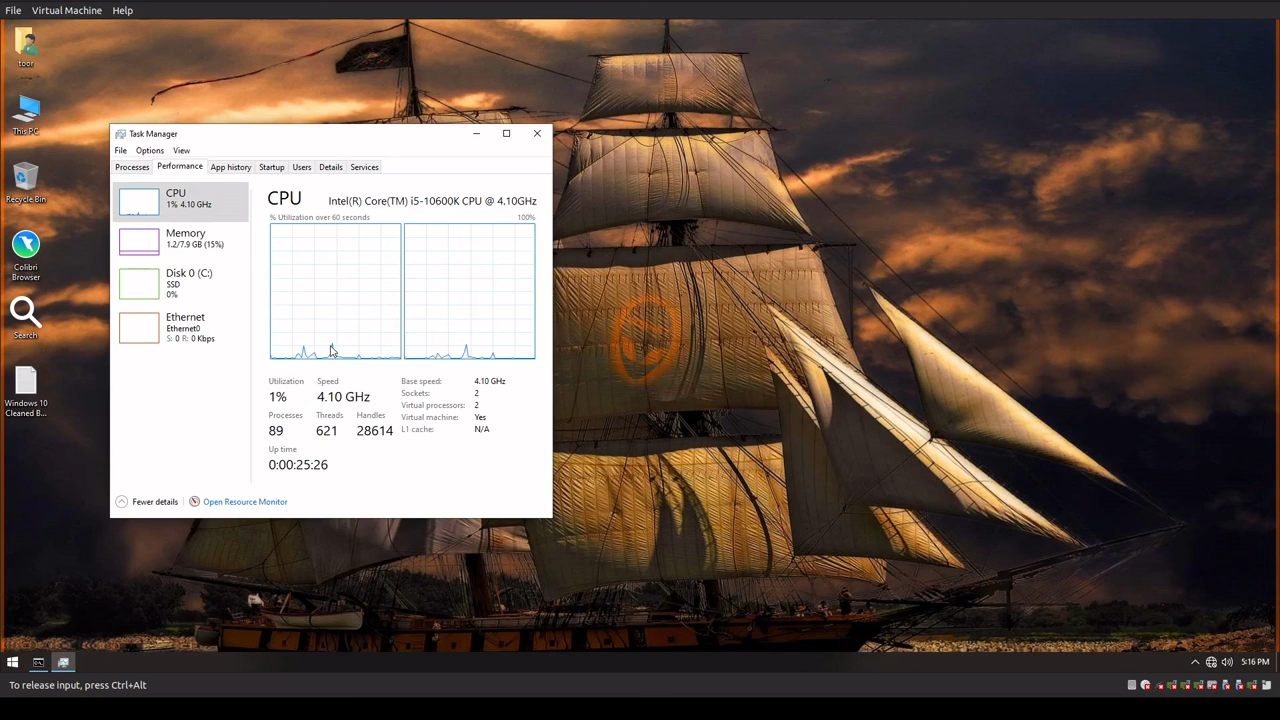 File Virtual Machine Help
toor
This PC
Recycle Bin
Colibri
Browser
Search
Windows 10
Cleaned B...
Task Manager
File Options View
Processes Performance App history Startup Users Details Services
CPU
1% 4.10 GHz
Memory
1.2/7.9 GB (15%)
Disk 0 (C:)
SSD
0%
Ethernet
Ethernet0
S: 0 R: 0 Kbps
CPU Intel(R) Core(TM) i5-10600K CPU @ 4.10GHz
% Utilization over 60 seconds 100%
Utilization Speed
1% 4.10 GHz
Processes Threads Handles
89 621 28614
Up time
0:00:25:26
Base speed: 4.10 GHz
Sockets: 2
Virtual processors: 2
Virtual machine: Yes
L1 cache: N/A
Fewer details Open Resource Monitor
5:16 PM
To release input, press Ctrl+Alt